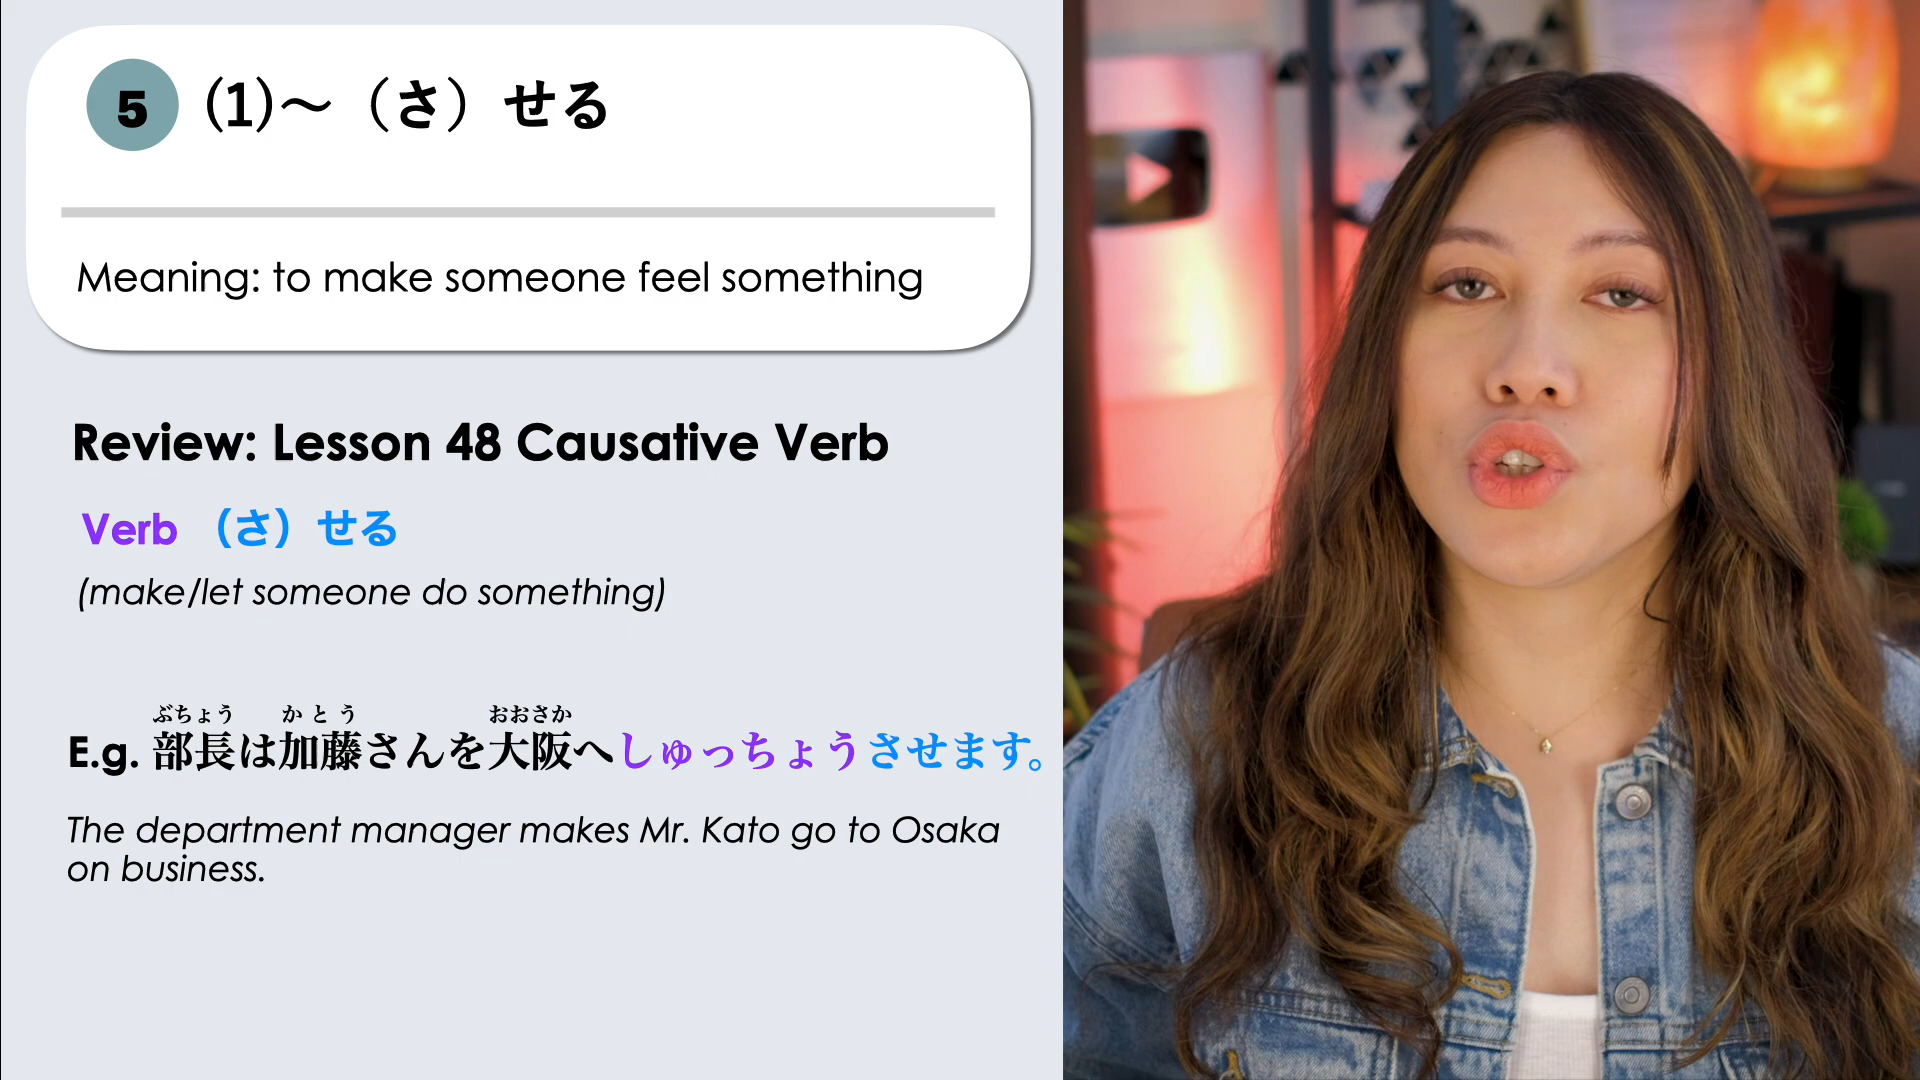 5 (1)～（さ）せる
Meaning: to make someone feel something
Review: Lesson 48 Causative Verb
Verb （さ）せる
(make/let someone do something)
ぶちょう かとう おおさか
E.g. 部長は加藤さんを大阪へしゅっちょうさせます。
The department manager makes Mr. Kato go to Osaka
on business.